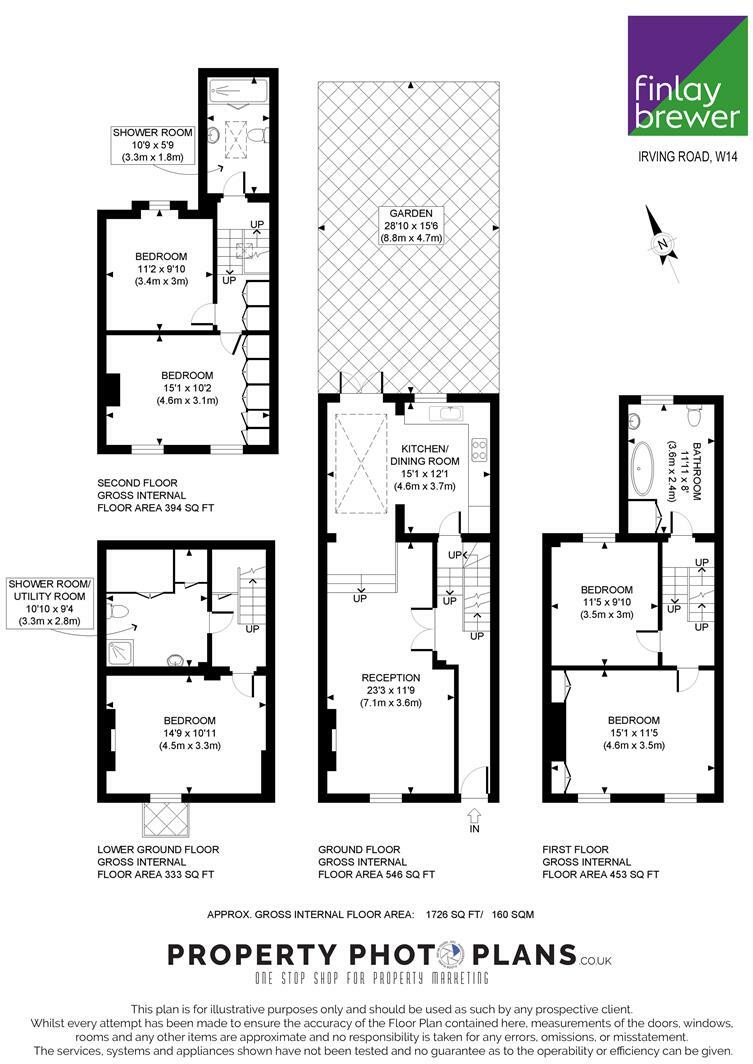 finlay
brewer
IRVING ROAD, W14
N
SHOWER ROOM
10'9 x 5'9
(3.3m x 1.8m)
UP
UP
BEDROOM
11'2 x 9'10
(3.4m x 3m)
BEDROOM
15'1 x 10'2
(4.6m x 3.1m)
SECOND FLOOR
GROSS INTERNAL
FLOOR AREA 394 SQ FT
GARDEN
28'10 x 15'6
(8.8m x 4.7m)
KITCHEN/
DINING ROOM
15'1 x 12'1
(4.6m x 3.7m)
UP
UP
UP
UP
RECEPTION
23'3 x 11'9
(7.1m x 3.6m)
IN
GROUND FLOOR
GROSS INTERNAL
FLOOR AREA 546 SQ FT
BATHROOM
11'11 x 8'
(3.6m x 2.4m)
UP
UP
UP
BEDROOM
11'5 x 9'10
(3.5m x 3m)
BEDROOM
15'1 x 11'5
(4.6m x 3.5m)
FIRST FLOOR
GROSS INTERNAL
FLOOR AREA 453 SQ FT
SHOWER ROOM/
UTILITY ROOM
10'10 x 9'4
(3.3m x 2.8m)
UP
BEDROOM
14'9 x 10'11
(4.5m x 3.3m)
LOWER GROUND FLOOR
GROSS INTERNAL
FLOOR AREA 333 SQ FT
APPROX. GROSS INTERNAL FLOOR AREA: 1726 SQ FT/ 160 SQM
PROPERTY PHOTO PLANS.CO.UK
ONE STOP SHOP FOR PROPERTY MARKETING
This plan is for illustrative purposes only and should be used as such by any prospective client.
Whilst every attempt has been made to ensure the accuracy of the Floor Plan contained here, measurements of the doors, windows,
rooms and any other items are approximate and no responsibility is taken for any errors, omissions, or misstatement.
The services, systems and appliances shown have not been tested and no guarantee as to the operability or efficiency can be given.